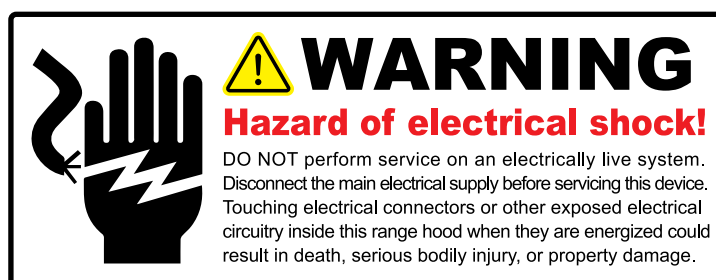 WARNING
Hazard of electrical shock!
DO NOT perform service on an electrically live system.
Disconnect the main electrical supply before servicing this device.
Touching electrical connectors or other exposed electrical
circuitry inside this range hood when they are energized could
result in death, serious bodily injury, or property damage.